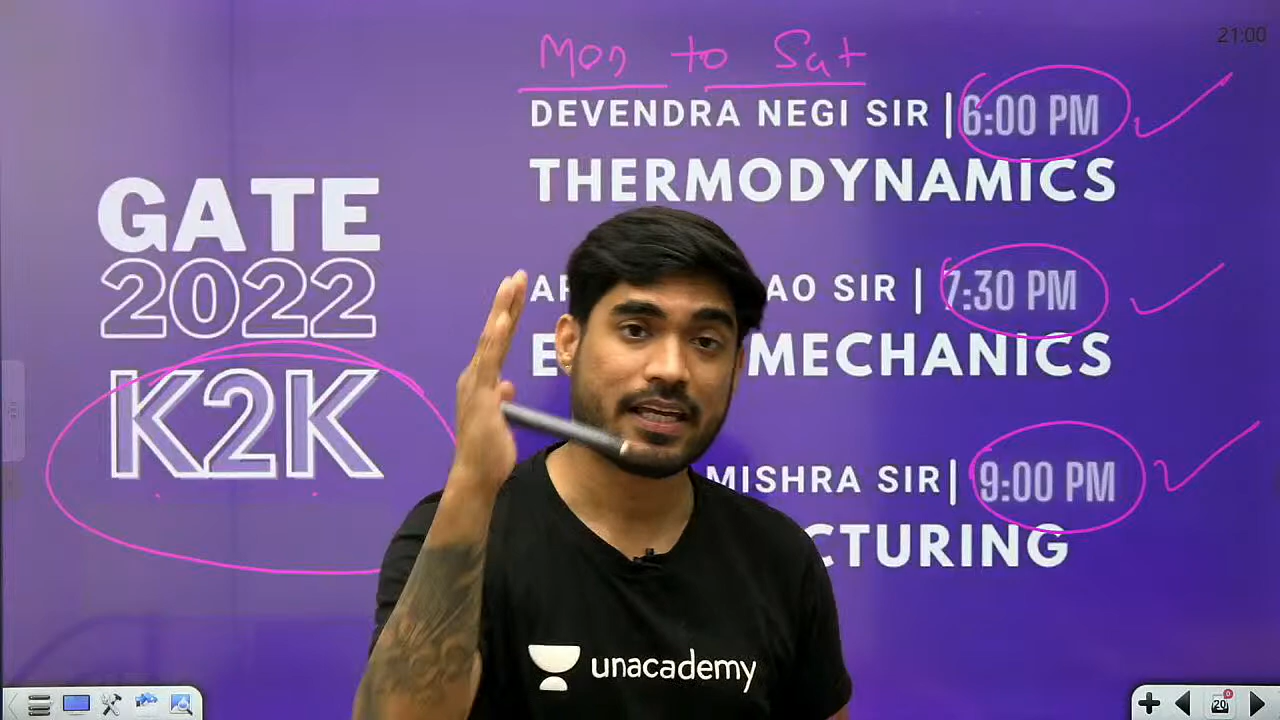 21:00
Mon to Sat
DEVENDRA NEGI SIR | 6:00 PM
THERMODYNAMICS
GATE
2022
K2K
SIR | 7:30 PM
MECHANICS
MISHRA SIR | 9:00 PM
unacademy
20